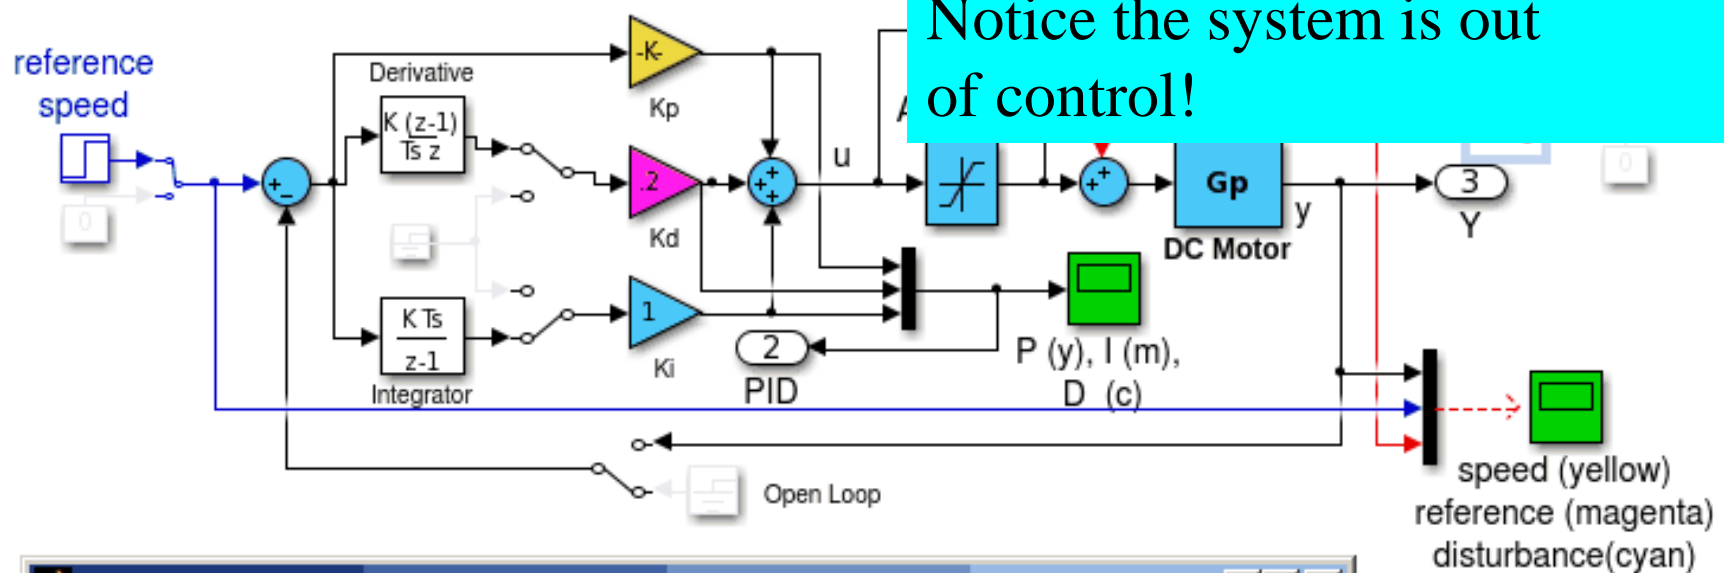 Notice the system is out
of control!
reference
speed
0
Derivative
K (z-1)
Ts z
-K-
Kp
.2
Kd
u
Gp
DC Motor
y
3
Y
0
K Ts
z-1
Integrator
1
Ki
2
PID
P (y), I (m),
D (c)
Open Loop
speed (yellow)
reference (magenta)
disturbance(cyan)